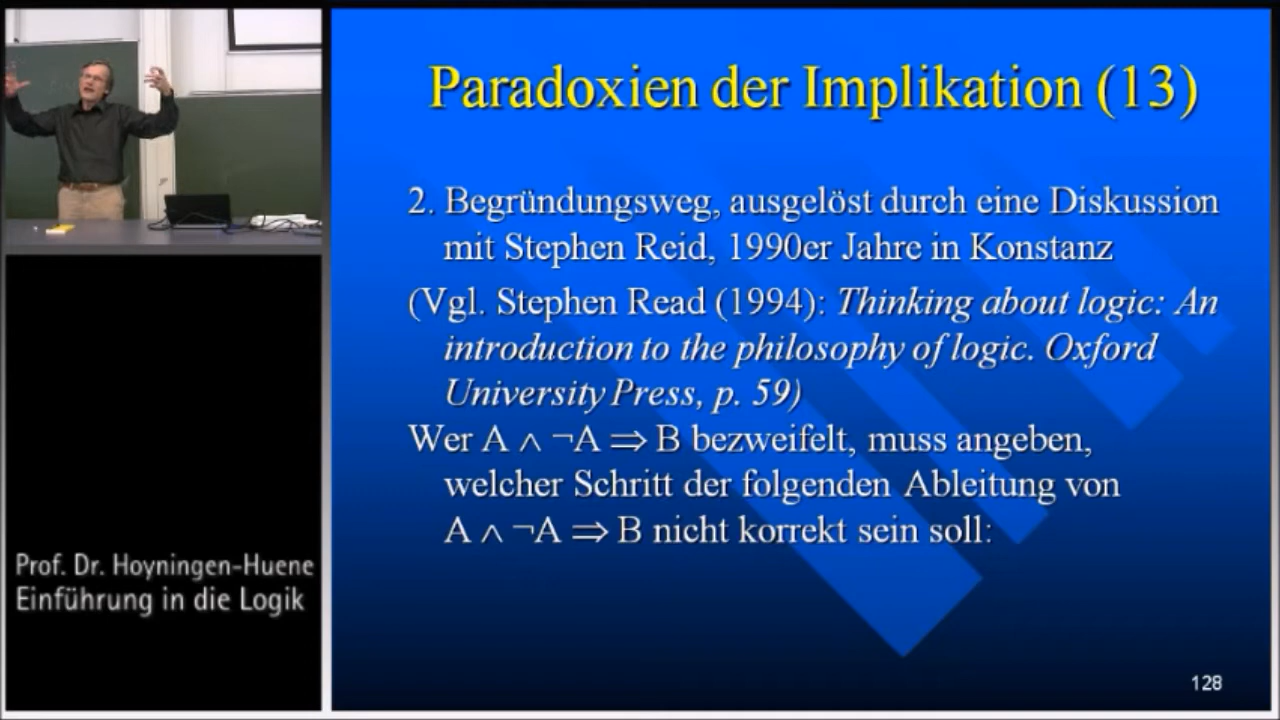 Paradoxien der Implikation (13)
2. Begründungsweg, ausgelöst durch eine Diskussion
mit Stephen Reid, 1990er Jahre in Konstanz
(Vgl. Stephen Read (1994): Thinking about logic: An
introduction to the philosophy of logic. Oxford
University Press, p. 59)
Wer A ∧ ¬A ⇒ B bezweifelt, muss angeben,
welcher Schritt der folgenden Ableitung von
A ∧ ¬A ⇒ B nicht korrekt sein soll:
128
Prof. Dr. Hoyningen-Huene
Einführung in die Logik